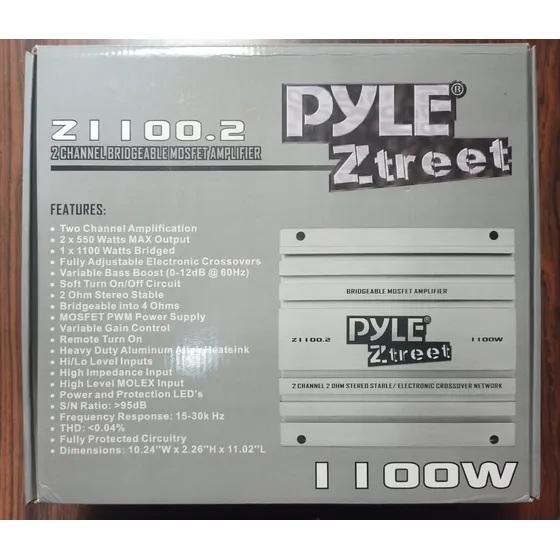 Z1100.2
2 CHANNEL BRIDGEABLE MOSFET AMPLIFIER
PYLE®
Ztreet
FEATURES:
• Two Channel Amplification
• 2 x 550 Watts MAX Output
• 1 x 1100 Watts Bridged
• Fully Adjustable Electronic Crossovers
• Variable Bass Boost (0-12dB @ 60Hz)
• Soft Turn On/Off Circuit
• 2 Ohm Stereo Stable
• Bridgeable into 4 Ohms
• MOSFET PWM Power Supply
• Variable Gain Control
• Remote Turn On
• Heavy Duty Aluminum Alloy Heatsink
• Hi/Lo Level Inputs
• High Impedance Input
• High Level MOLEX Input
• Power and Protection LED's
• S/N Ratio: >95dB
• Frequency Response: 15-30k Hz
• THD: <0.04%
• Fully Protected Circuitry
• Dimensions: 10.24"W x 2.26"H x 11.02"L
BRIDGEABLE MOSFET AMPLIFIER
Z1100.2
PYLE®
Ztreet
1100W
2 CHANNEL 2 OHM STEREO STABLE/ ELECTRONIC CROSSOVER NETWORK
1100W